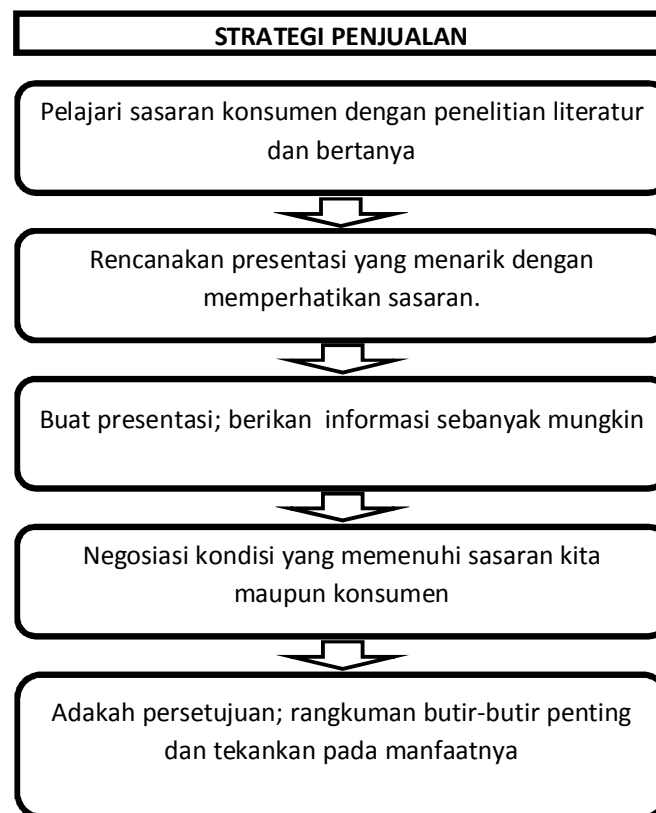 STRATEGI PENJUALAN
Pelajari sasaran konsumen dengan penelitian literatur
dan bertanya
Rencanakan presentasi yang menarik dengan
memperhatikan sasaran.
Buat presentasi; berikan  informasi sebanyak mungkin
Negosiasi kondisi yang memenuhi sasaran kita
maupun konsumen
Adakah persetujuan; rangkuman butir-butir penting
dan tekankan pada manfaatnya